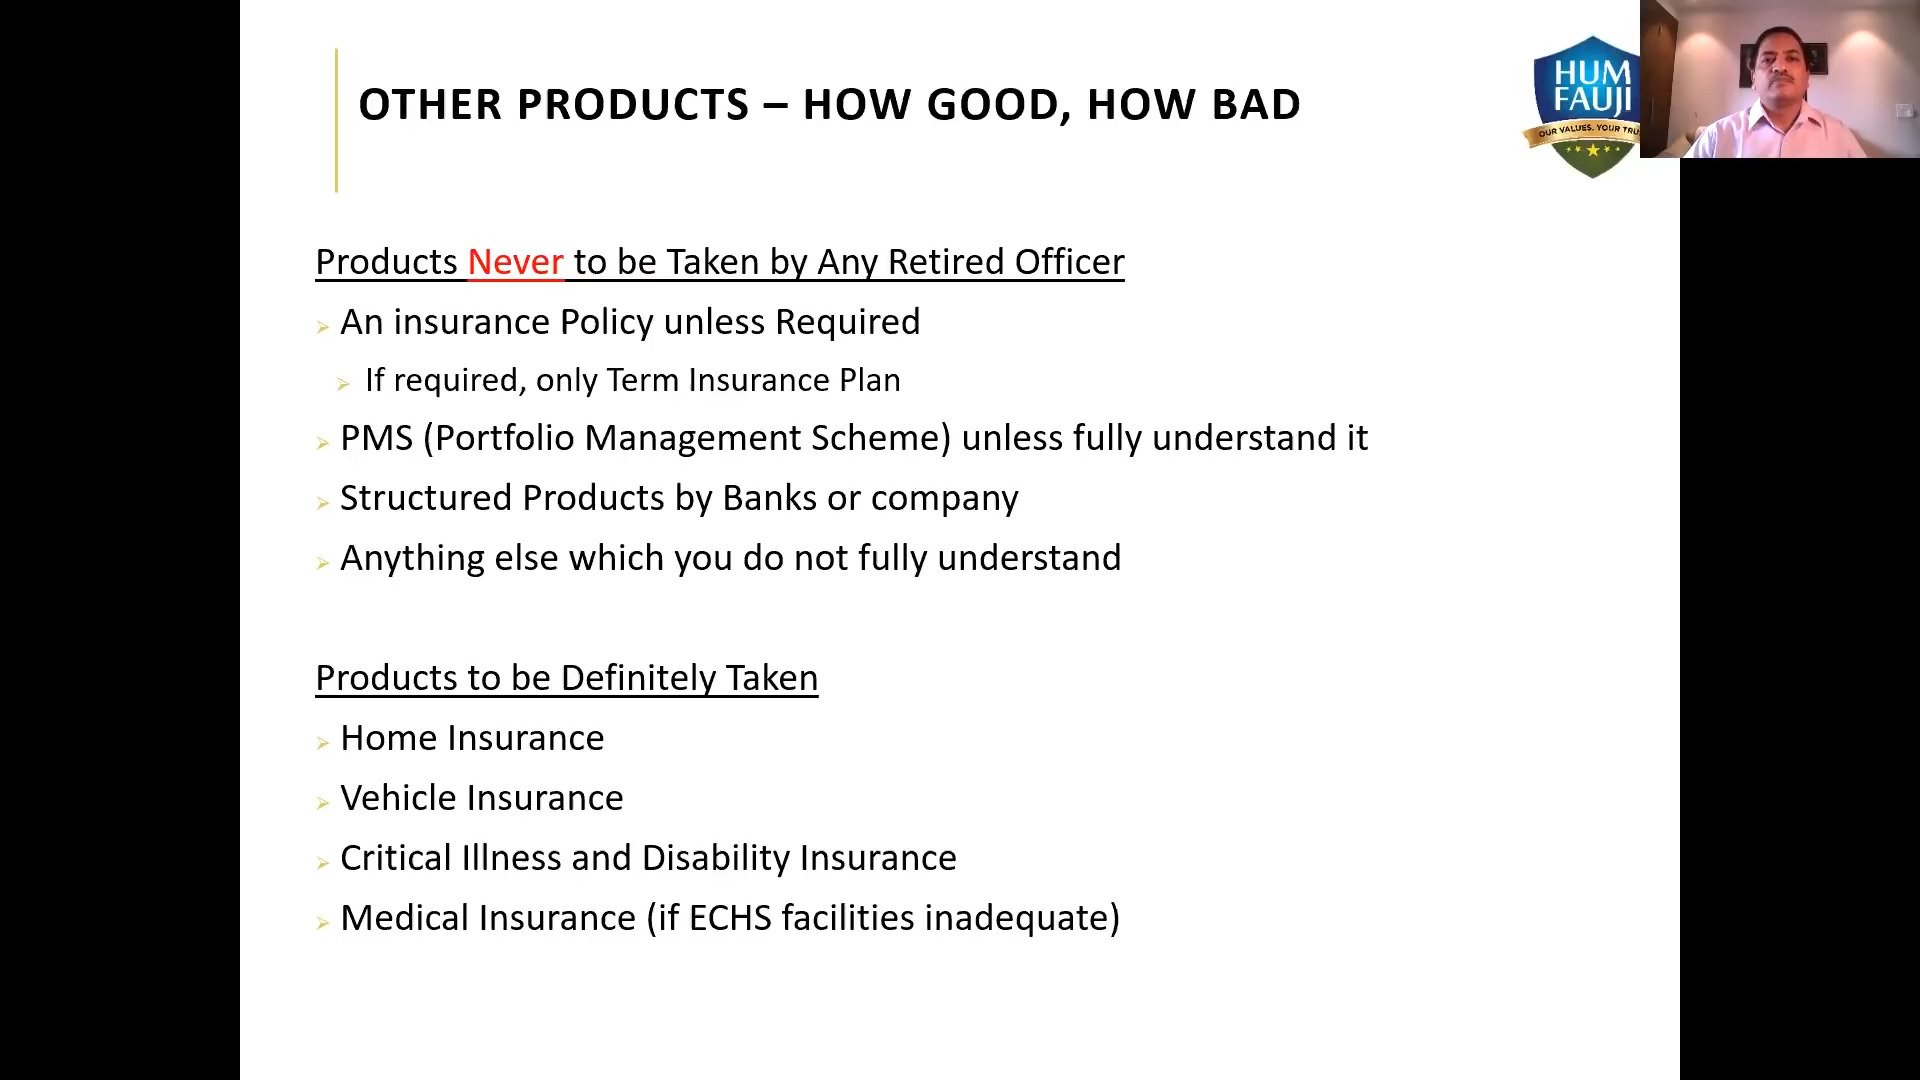 OTHER PRODUCTS – HOW GOOD, HOW BAD
HUM
FAUJI
OUR VALUES. YOUR
Products Never to be Taken by Any Retired Officer
An insurance Policy unless Required
If required, only Term Insurance Plan
PMS (Portfolio Management Scheme) unless fully understand it
Structured Products by Banks or company
Anything else which you do not fully understand
Products to be Definitely Taken
Home Insurance
Vehicle Insurance
Critical Illness and Disability Insurance
Medical Insurance (if ECHS facilities inadequate)